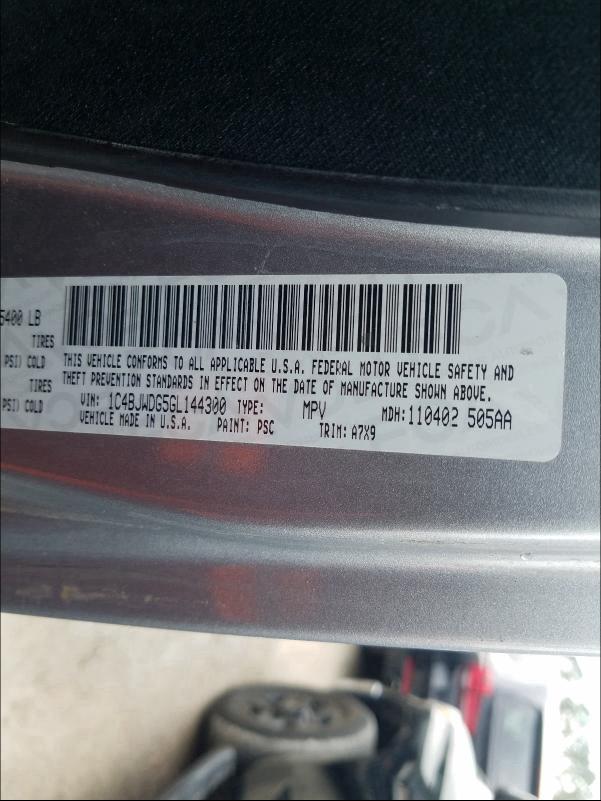 5400 LB
TIRES
PSI) COLD
TIRES
PSI) COLD
THIS VEHICLE CONFORMS TO ALL APPLICABLE U.S.A. FEDERAL MOTOR VEHICLE SAFETY AND
THEFT PREVENTION STANDARDS IN EFFECT ON THE DATE OF MANUFACTURE SHOWN ABOVE.
VIN: 1C4BJWDG5GL144300 TYPE: MPV MDH:110402 505AA
VEHICLE MADE IN U.S.A. PAINT: PSC TRIM: A7X9